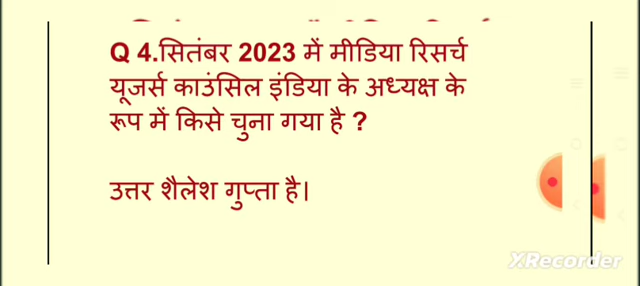 Q 4.सितंबर 2023 में मीडिया रिसर्च
यूजर्स काउंसिल इंडिया के अध्यक्ष के
रूप में किसे चुना गया है ?
उत्तर शैलेश गुप्ता है।
XRecorder